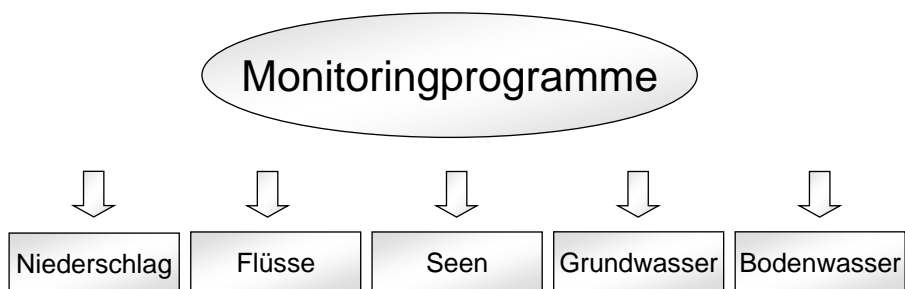 Monitoringprogramme
Niederschlag
Flüsse
Seen
Grundwasser
Bodenwasser